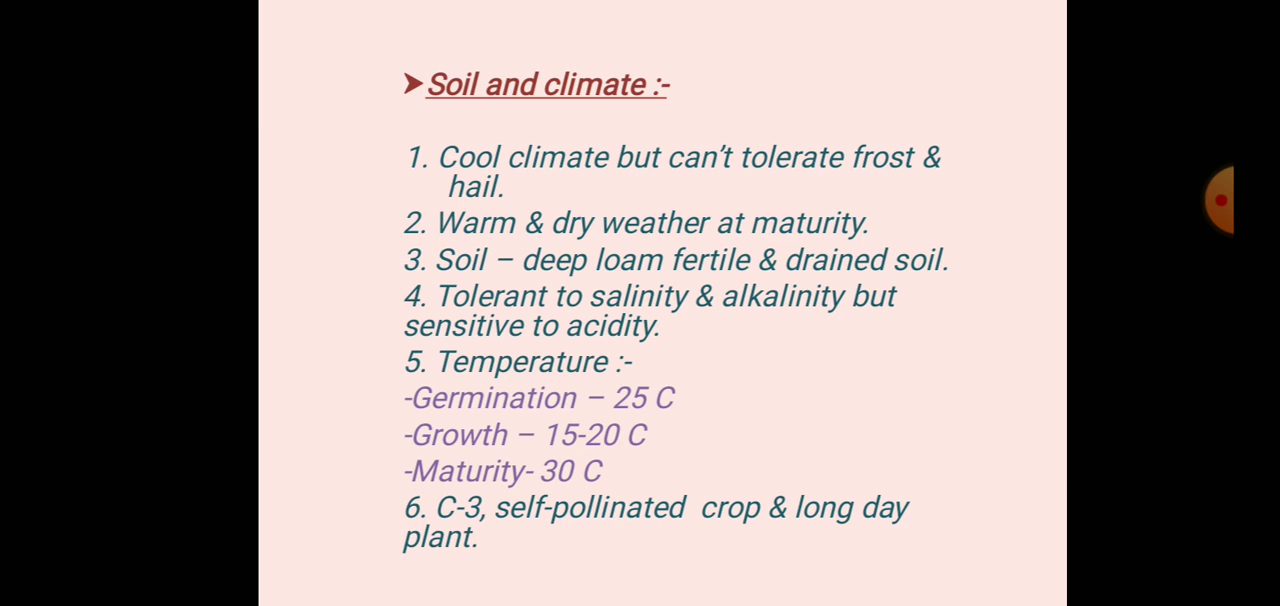 ➤Soil and climate :-
1. Cool climate but can't tolerate frost &
hail.
2. Warm & dry weather at maturity.
3. Soil – deep loam fertile & drained soil.
4. Tolerant to salinity & alkalinity but
sensitive to acidity.
5. Temperature :-
-Germination – 25 C
-Growth – 15-20 C
-Maturity- 30 C
6. C-3, self-pollinated  crop & long day
plant.